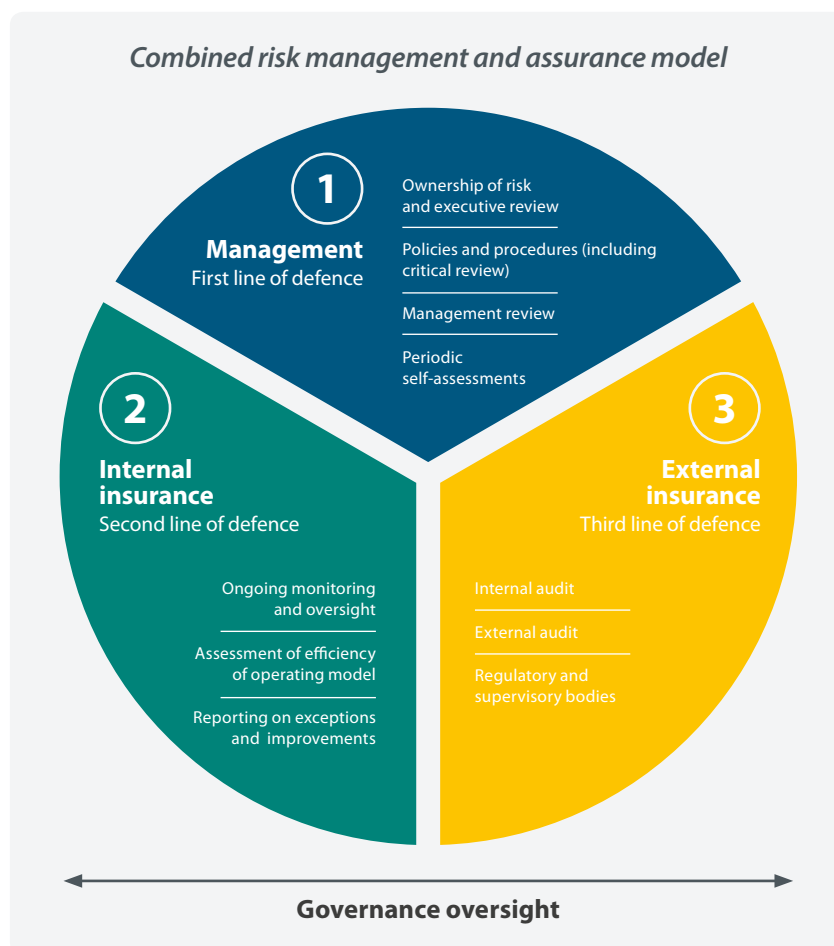 Combined risk management and assurance model
1
Management
First line of defence
Ownership of risk
and executive review
Policies and procedures (including
critical review)
Management review
Periodic
self-assessments
2
Internal
insurance
Second line of defence
Ongoing monitoring
and oversight
Assessment of efficiency
of operating model
Reporting on exceptions
and improvements
3
External
insurance
Third line of defence
Internal audit
External audit
Regulatory and
supervisory bodies
Governance oversight